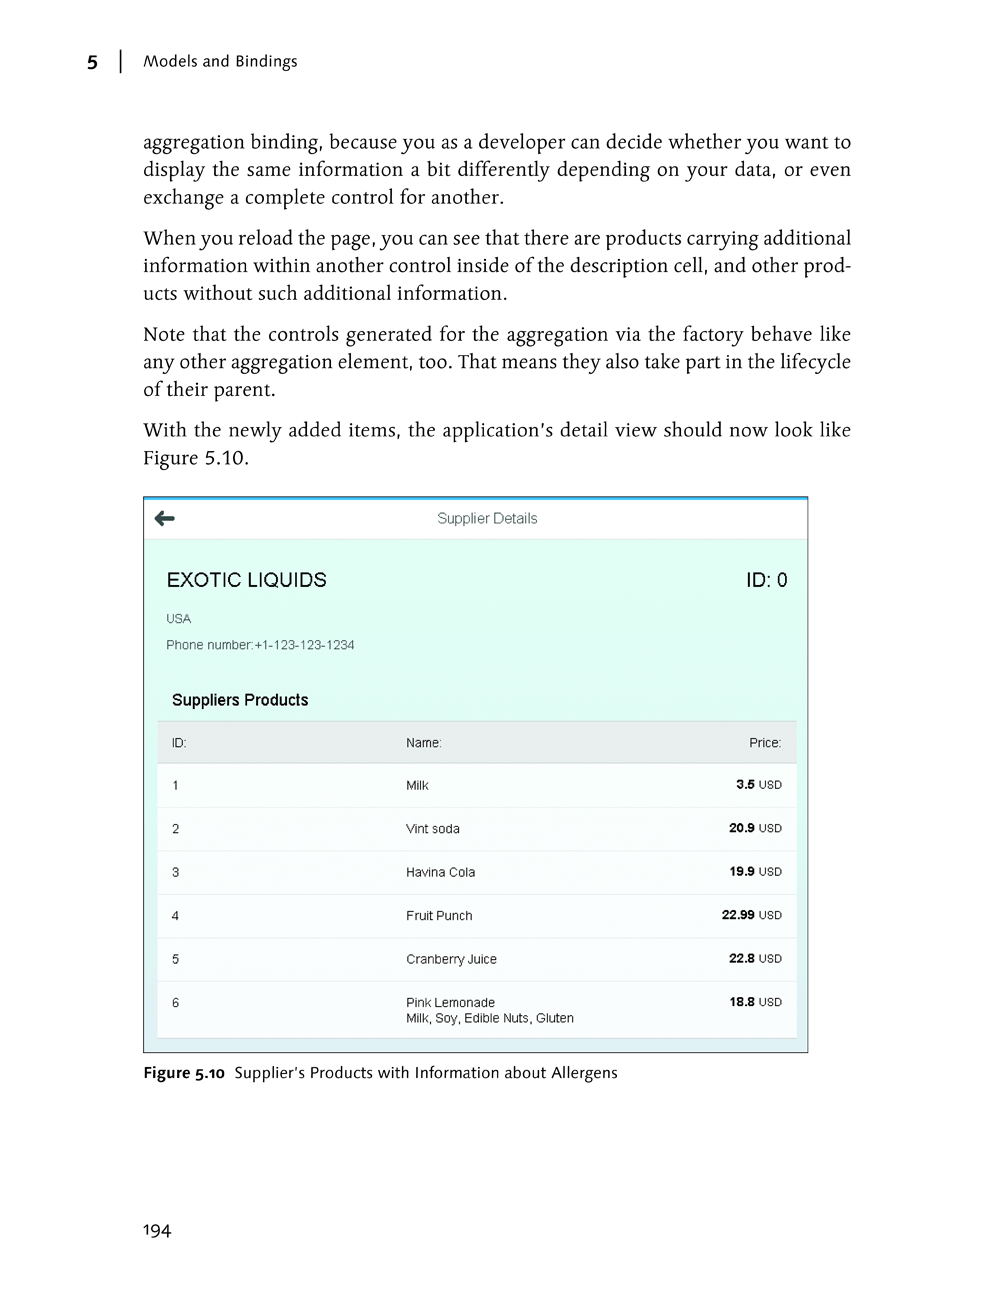 5 | Models and Bindings
aggregation binding, because you as a developer can decide whether you want to
display the same information a bit differently depending on your data, or even
exchange a complete control for another.
When you reload the page, you can see that there are products carrying additional
information within another control inside of the description cell, and other prod-
ucts without such additional information.
Note that the controls generated for the aggregation via the factory behave like
any other aggregation element, too. That means they also take part in the lifecycle
of their parent.
With the newly added items, the application's detail view should now look like
Figure 5.10.
Supplier Details
EXOTIC LIQUIDS ID: 0
USA
Phone number:+1-123-123-1234
Suppliers Products
ID: Name: Price:
1 Milk 3.5 USD
2 Vint soda 20.9 USD
3 Havina Cola 19.9 USD
4 Fruit Punch 22.99 USD
5 Cranberry Juice 22.8 USD
6 Pink Lemonade 18.8 USD
Milk, Soy, Edible Nuts, Gluten
Figure 5.10 Supplier's Products with Information about Allergens
194